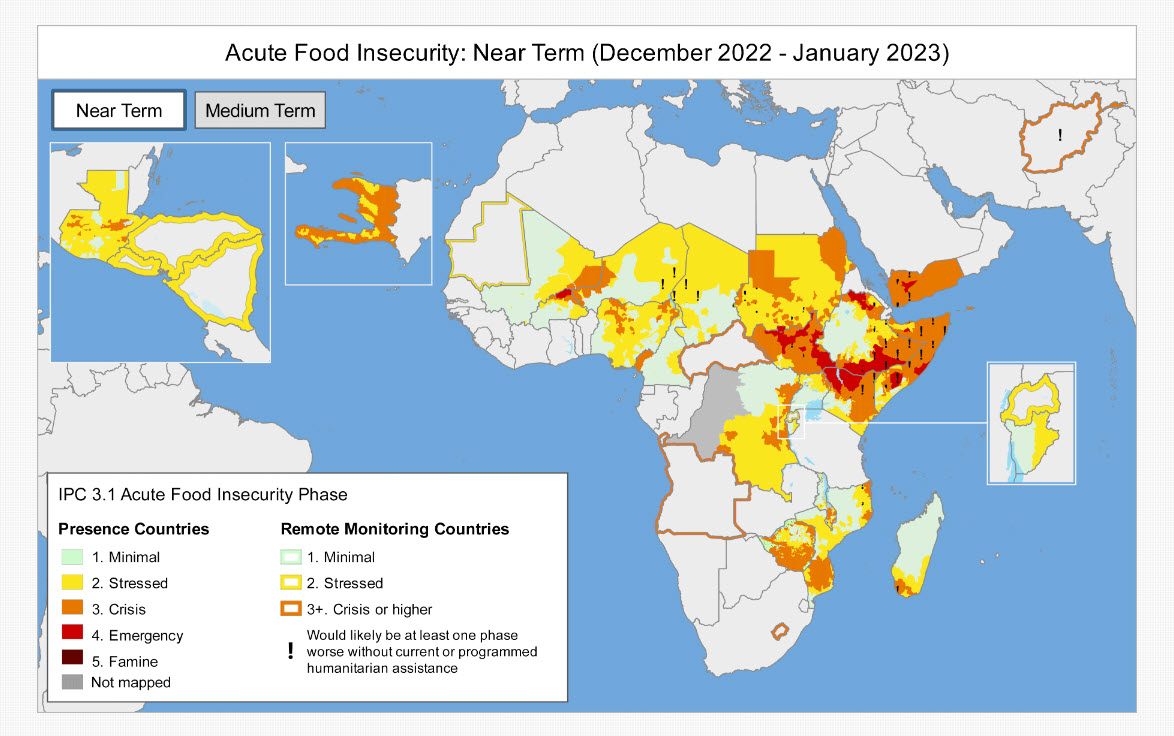 Acute Food Insecurity: Near Term (December 2022 - January 2023)
Near Term
Medium Term
!
IPC 3.1 Acute Food Insecurity Phase
Presence Countries
1. Minimal
2. Stressed
3. Crisis
4. Emergency
5. Famine
Not mapped
Remote Monitoring Countries
1. Minimal
2. Stressed
3+. Crisis or higher
! Would likely be at least one phase
worse without current or programmed
humanitarian assistance